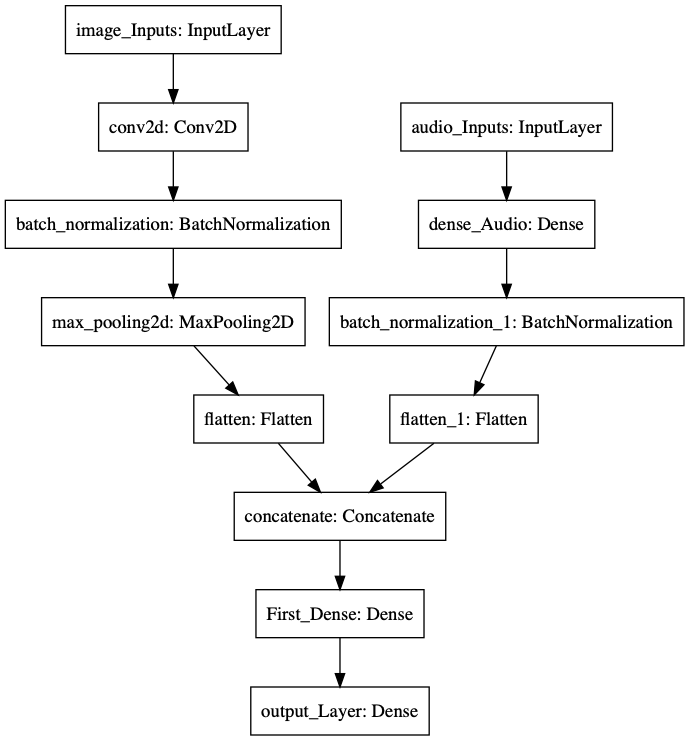 image_Inputs: InputLayer
conv2d: Conv2D
audio_Inputs: InputLayer
batch_normalization: BatchNormalization
dense_Audio: Dense
max_pooling2d: MaxPooling2D
batch_normalization_1: BatchNormalization
flatten: Flatten
flatten_1: Flatten
concatenate: Concatenate
First_Dense: Dense
output_Layer: Dense